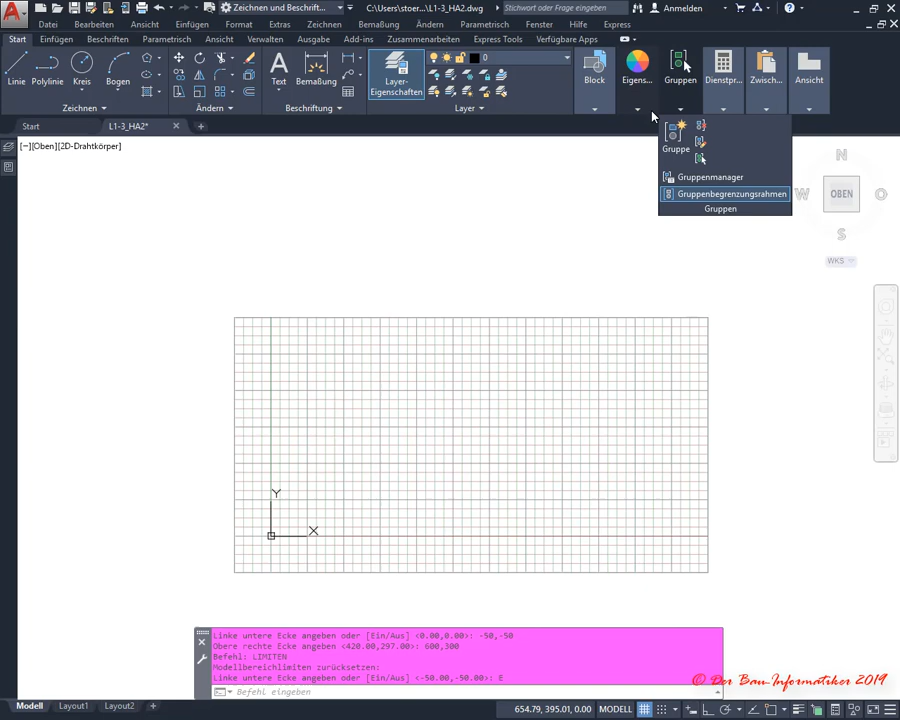 Zeichnen und Beschrift...
C:\Users\stoer... \L1-3_HA2.dwg
Stichwort oder Frage eingeben
Anmelden
Datei Bearbeiten Ansicht Einfügen Format Extras Zeichnen Bemaßung Eigensch. Parametrisch Fenster Hilfe Express
Start Einfügen Beschriften Parametrisch Ansicht Verwalten Ausgabe Add-ins Zusammenarbeiten Express Tools Verfügbare Apps
Linie Polylinie Kreis Bogen
Text Bemaßung
Layer-
Eigenschaften
0
Block Eigens... Gruppen Dienstpr... Zwisch... Ansicht
Zeichnen Ändern Beschriftung Layer
Start L1-3_HA2*
[−][Oben][2D-Drahtkörper]
Gruppe
Gruppenmanager
Gruppenbegrenzungsrahmen
Gruppen
N
W OBEN O
S
WKS
Y
X
Linke untere Ecke angeben oder [Ein/Aus] <0.00,0.00>: -50,-50
Obere rechte Ecke angeben <420.00,297.00>: 600,300
Befehl: LIMITEN
Modellbereichlimiten zurücksetzen:
Linke untere Ecke angeben oder [Ein/Aus] <-50.00,-50.00>: E
Befehl eingeben
© Der Bau-Informatiker 2019
Modell Layout1 Layout2
654.79, 395.01, 0.00 MODELL
1:1